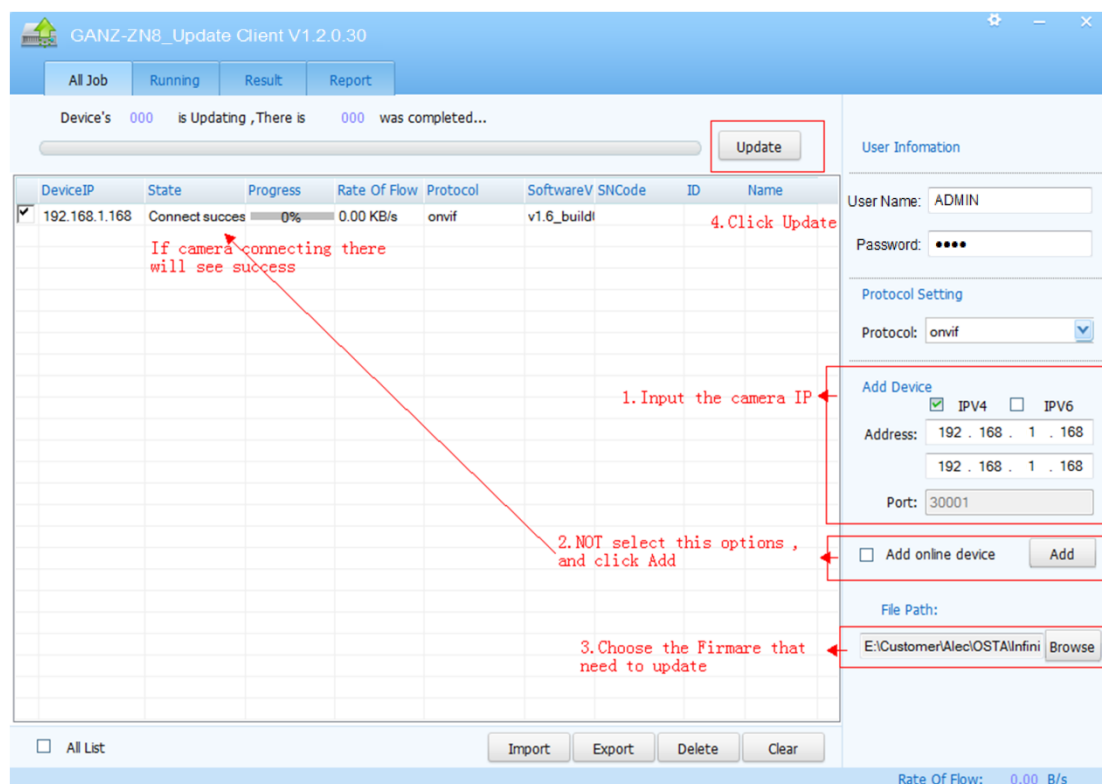 GANZ-ZN8_Update Client V1.2.0.30
All Job Running Result Report
Device's 000 is Updating ,There is 000 was completed...
Update
User Infomation
DeviceIP State Progress Rate Of Flow Protocol SoftwareV SNCode ID Name
192.168.1.168 Connect succes 0% 0.00 KB/s onvif v1.6_build
User Name: ADMIN
4.Click Update
Password: ●●●●
If camera connecting there
will see success
Protocol Setting
Protocol: onvif
Add Device
1.Input the camera IP
IPV4 IPV6
Address: 192 . 168 . 1 . 168
192 . 168 . 1 . 168
Port: 30001
2.NOT select this options ,
and click Add
Add online device Add
File Path:
3.Choose the Firmare that
need to update
E:\Customer\Alec\OSTA\Infini Browse
All List Import Export Delete Clear
Rate Of Flow: 0.00 B/s